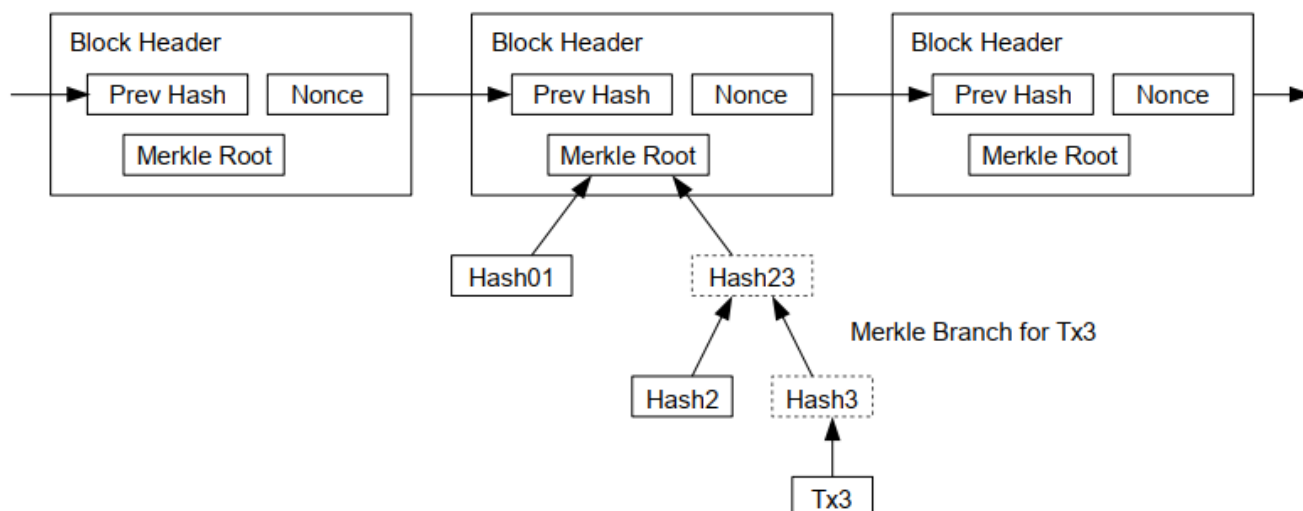 Block Header
Block Header
Block Header
Prev Hash
Nonce
Prev Hash
Nonce
Prev Hash
Nonce
Merkle Root
Merkle Root
Merkle Root
Hash01
Hash23
Merkle Branch for Tx3
Hash2
Hash3
Tx3